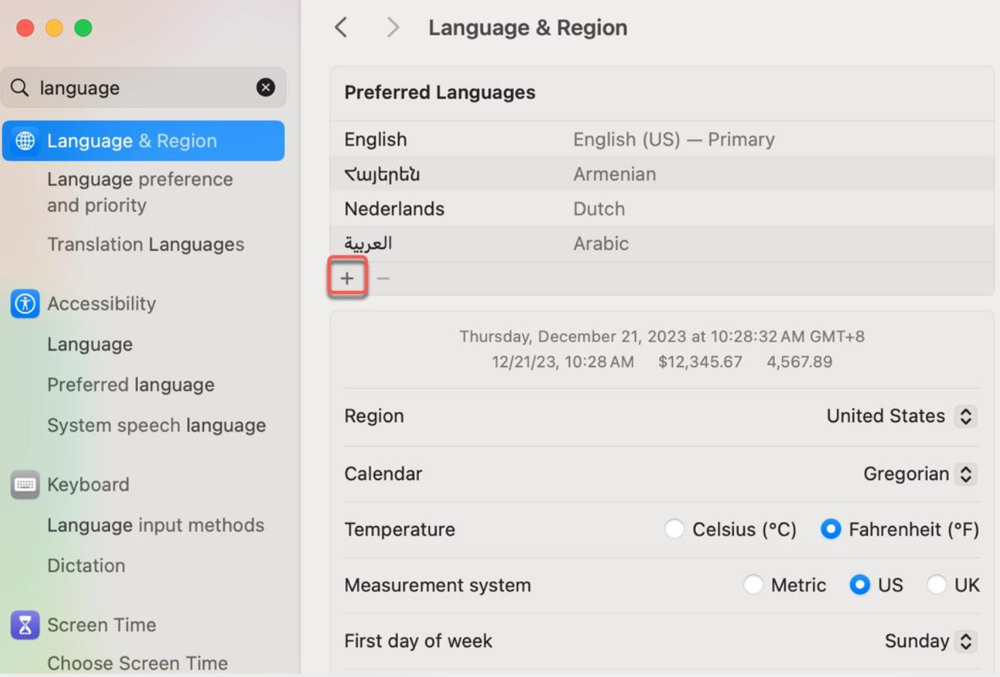 Language & Region
language
Language & Region
Language preference
and priority
Translation Languages
Accessibility
Language
Preferred language
System speech language
Keyboard
Language input methods
Dictation
Screen Time
Choose Screen Time
Preferred Languages
English English (US) — Primary
Հայերեն Armenian
Nederlands Dutch
العربية Arabic
+ −
Thursday, December 21, 2023 at 10:28:32 AM GMT+8
12/21/23, 10:28 AM $12,345.67 4,567.89
Region United States
Calendar Gregorian
Temperature Celsius (°C) Fahrenheit (°F)
Measurement system Metric US UK
First day of week Sunday